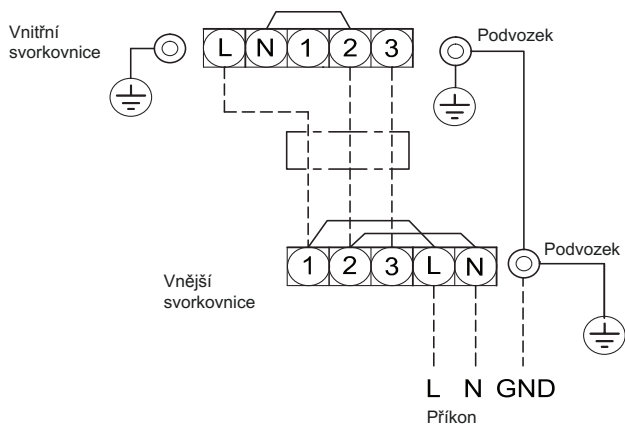 Vnitřní
svorkovnice
L N 1 2 3
Podvozek
1 2 3 L N
Podvozek
Vnější
svorkovnice
L N GND
Příkon